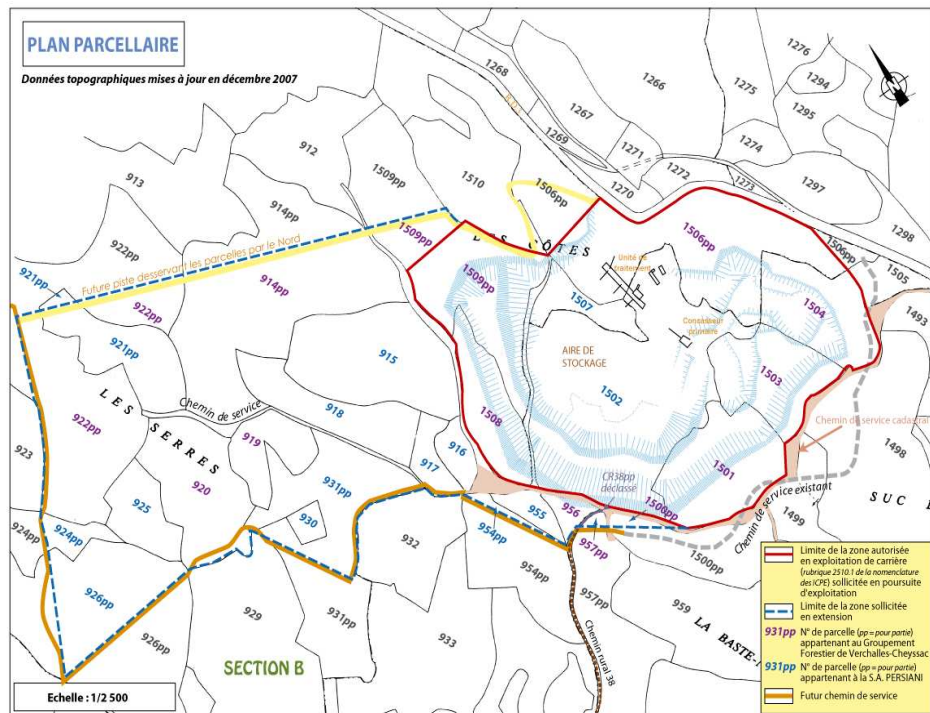 PLAN PARCELLAIRE
Données topographiques mises à jour en décembre 2007
1276
1268
1266
1294
1275
1267
1295
1269
912
1271
1274
913
1509pp
1510
1506pp
1272
1270
1273
1297
914pp
922pp
1509pp
DES CÔTES
1506pp
1506pp
1298
1505
921pp
Future piste desservant les parcelles par le Nord
914pp
1509pp
Unité de
traitement
922pp
1507
1504
1493
Concasseur
primaire
921pp
915
AIRE DE
STOCKAGE
1503
LES
1502
Chemin de service
918
1508
Chemin de service cadastral
922pp
SERRES
919
916
1498
923
920
917
1501
931pp
CR38pp
déclassé
SUC
925
930
955
956
1508pp
Chemin de service existant
1499
924pp
924pp
954pp
932
957pp
1500pp
926pp
954pp
957pp
929
931pp
959
926pp
933
LA BASTE
SECTION B
Chemin rural 38
Echelle : 1/2 500
Limite de la zone autorisée
en exploitation de carrière
(rubrique 2510.1 de la nomenclature
des ICPE) sollicitée en poursuite
d'exploitation
Limite de la zone sollicitée
en extension
931pp N° de parcelle (pp = pour partie)
appartenant au Groupement
Forestier de Verchalles-Cheyssac
931pp N° de parcelle (pp = pour partie)
appartenant à la S.A. PERSIANI
Futur chemin de service